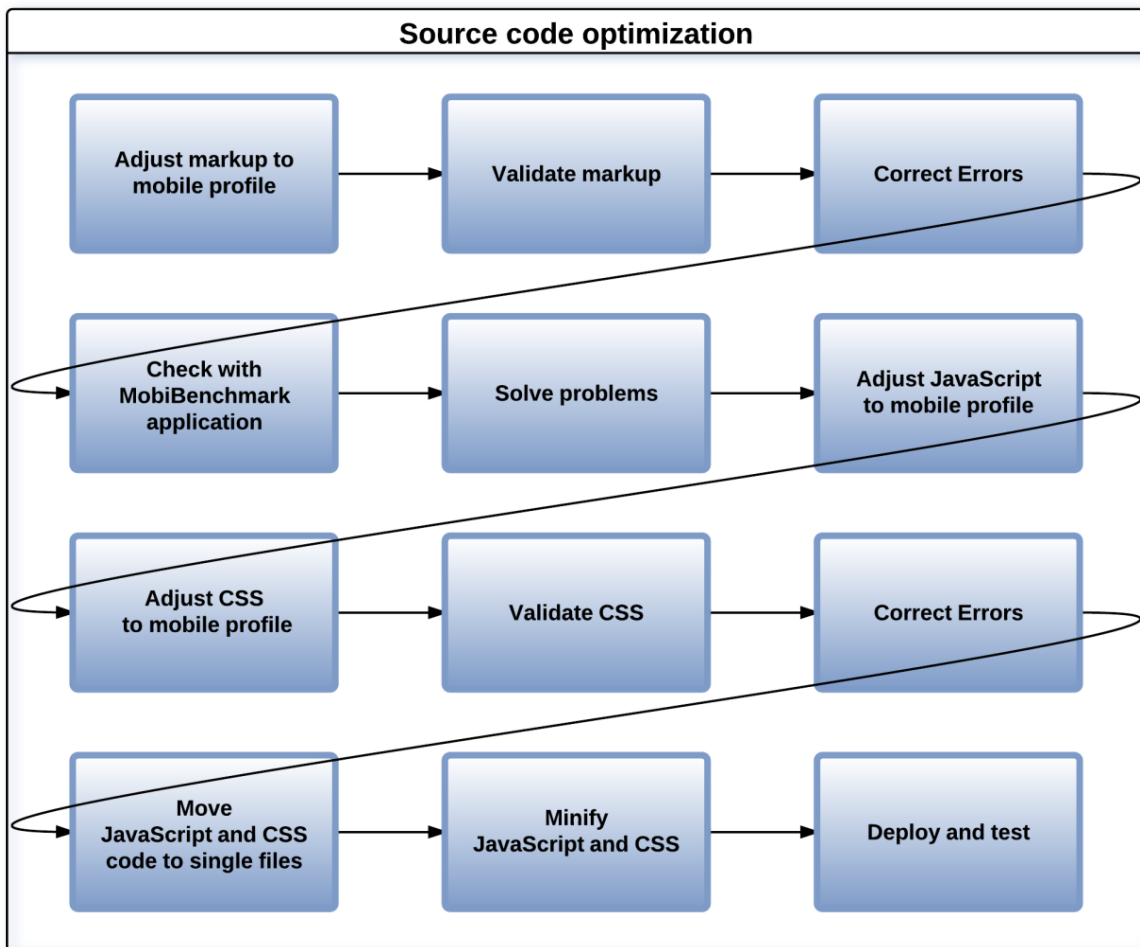 Source code optimization
Adjust markup to
mobile profile
Validate markup
Correct Errors
Check with
MobiBenchmark
application
Solve problems
Adjust JavaScript
to mobile profile
Adjust CSS
to mobile profile
Validate CSS
Correct Errors
Move
JavaScript and CSS
code to single files
Minify
JavaScript and CSS
Deploy and test